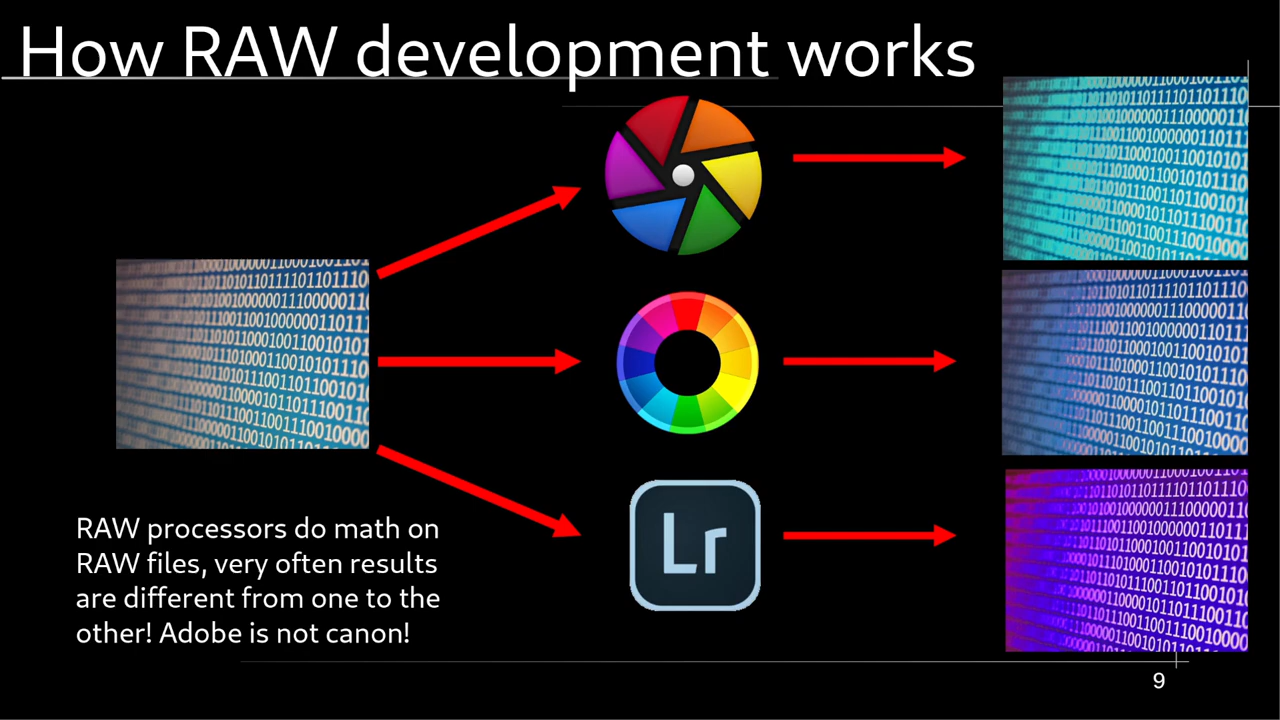 How RAW development works
RAW processors do math on
RAW files, very often results
are different from one to the
other! Adobe is not canon!
Lr
9